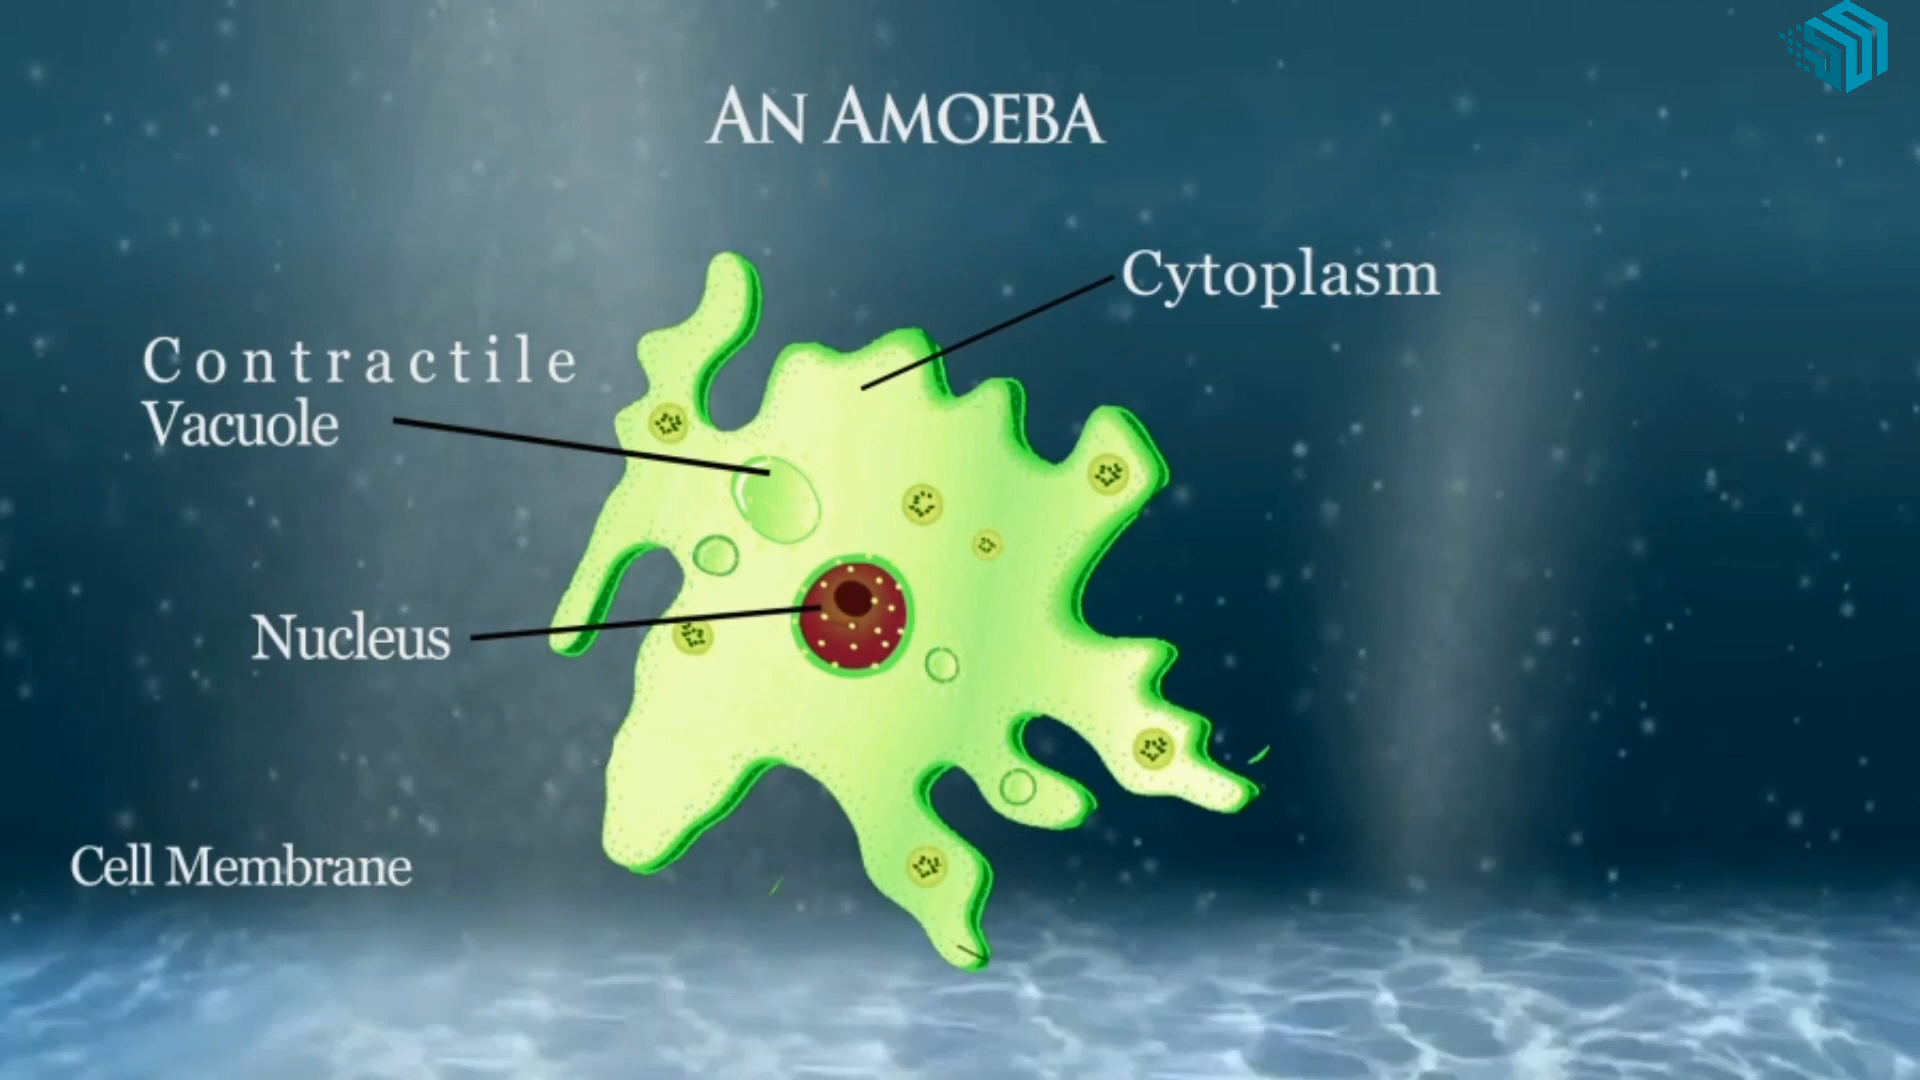 An Amoeba
Cytoplasm
Contractile
Vacuole
Nucleus
Cell Membrane